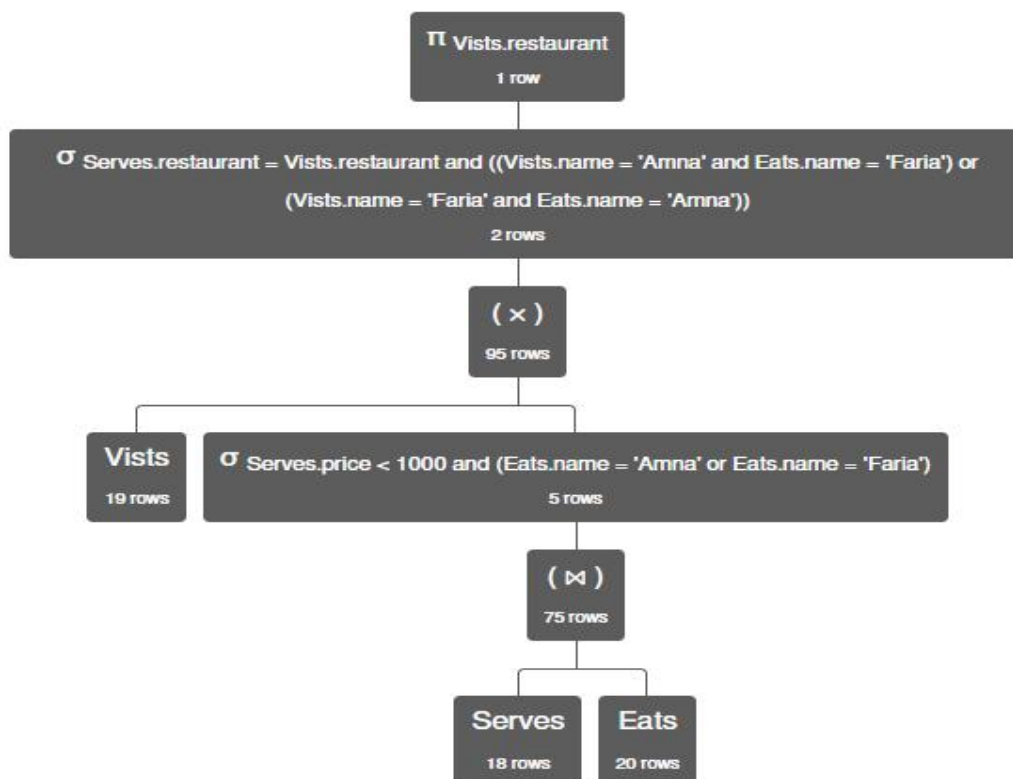 π Vists.restaurant
1 row
σ Serves.restaurant = Vists.restaurant and ((Vists.name = 'Amna' and Eats.name = 'Faria') or
(Vists.name = 'Faria' and Eats.name = 'Amna'))
2 rows
( × )
95 rows
Vists
19 rows
σ Serves.price < 1000 and (Eats.name = 'Amna' or Eats.name = 'Faria')
5 rows
( ⋈ )
75 rows
Serves
18 rows
Eats
20 rows